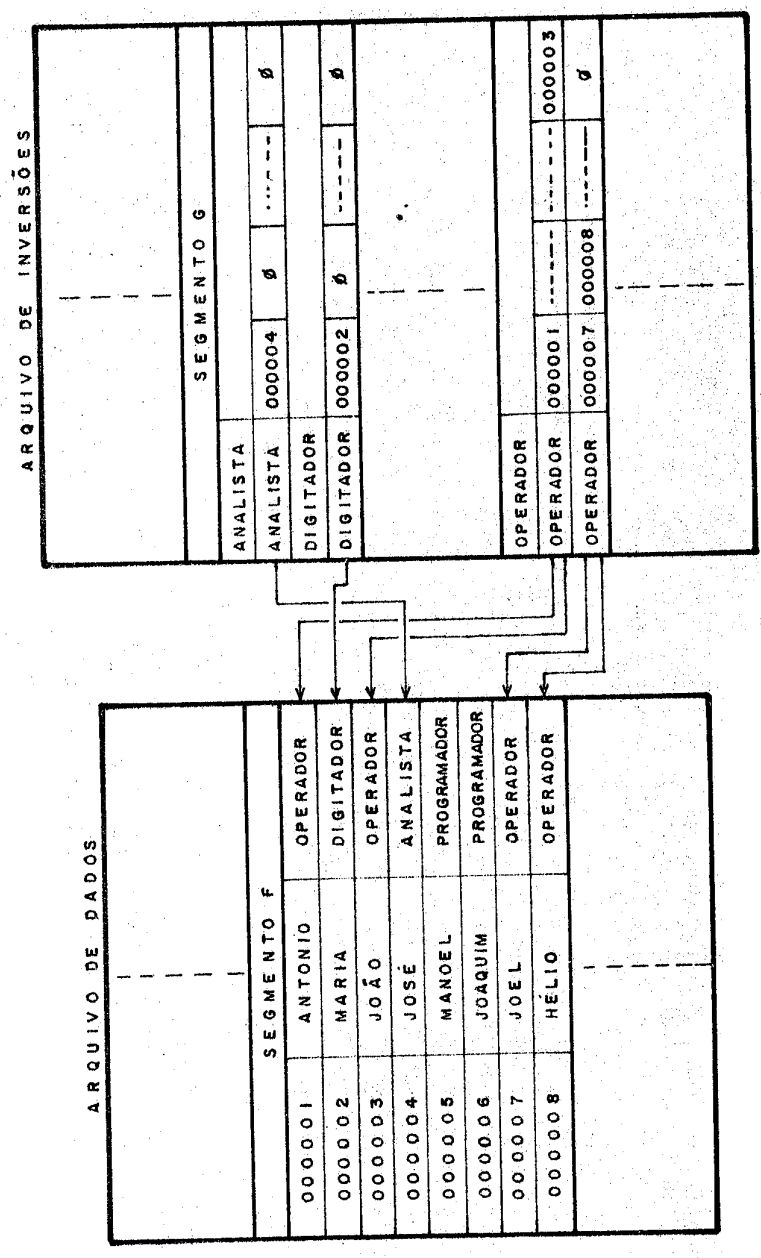 ARQUIVO DE DADOS
SEGMENTO F
000001 ANTONIO OPERADOR
000002 MARIA DIGITADOR
000003 JOÃO OPERADOR
000004 JOSÉ ANALISTA
000005 MANOEL PROGRAMADOR
000006 JOAQUIM PROGRAMADOR
000007 JOEL OPERADOR
000008 HÉLIO OPERADOR
ARQUIVO DE INVERSÕES
SEGMENTO G
ANALISTA
ANALISTA 000004 Ø ------ Ø
DIGITADOR
DIGITADOR 000002 Ø ----- Ø
OPERADOR
OPERADOR 000001 ------ ------ 000003
OPERADOR 000007 000008 ------ Ø